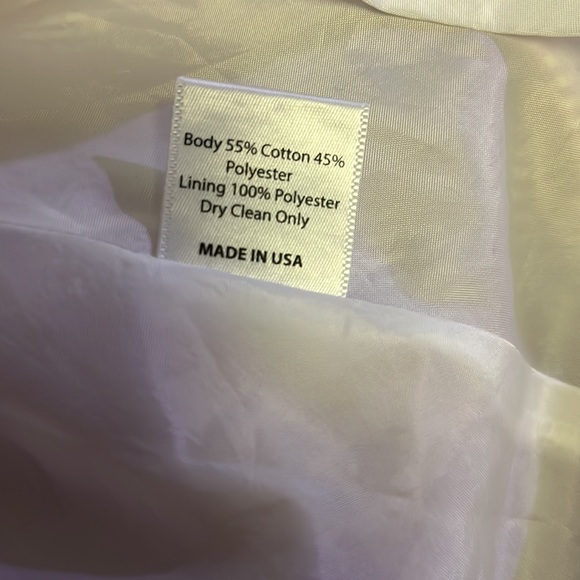 Body 55% Cotton 45%
Polyester
Lining 100% Polyester
Dry Clean Only
MADE IN USA